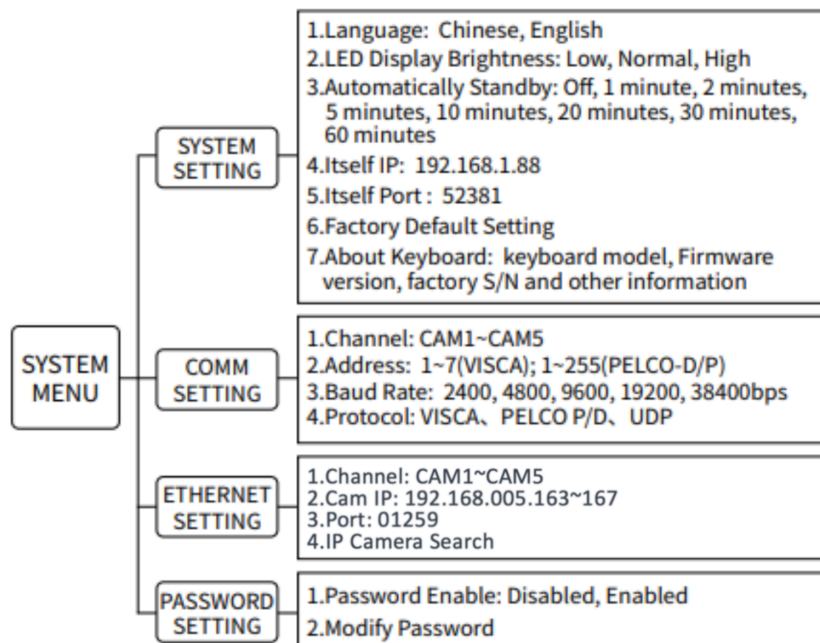 SYSTEM
MENU
SYSTEM
SETTING
1.Language: Chinese, English
2.LED Display Brightness: Low, Normal, High
3.Automatically Standby: Off, 1 minute, 2 minutes,
5 minutes, 10 minutes, 20 minutes, 30 minutes,
60 minutes
4.Itself IP: 192.168.1.88
5.Itself Port : 52381
6.Factory Default Setting
7.About Keyboard: keyboard model, Firmware
version, factory S/N and other information
COMM
SETTING
1.Channel: CAM1~CAM5
2.Address: 1~7(VISCA); 1~255(PELCO-D/P)
3.Baud Rate: 2400, 4800, 9600, 19200, 38400bps
4.Protocol: VISCA、PELCO P/D、UDP
ETHERNET
SETTING
1.Channel: CAM1~CAM5
2.Cam IP: 192.168.005.163~167
3.Port: 01259
4.IP Camera Search
PASSWORD
SETTING
1.Password Enable: Disabled, Enabled
2.Modify Password